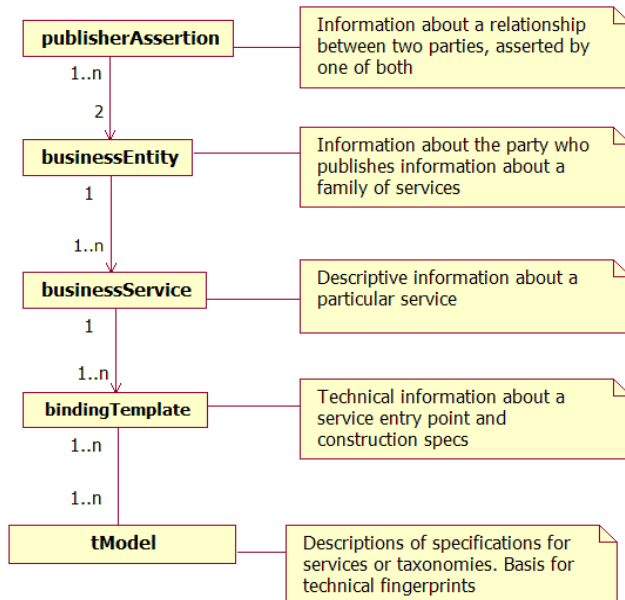 publisherAssertion
Information about a relationship
between two parties, asserted by
one of both
1..n
2
businessEntity
Information about the party who
publishes information about a
family of services
1
1..n
businessService
Descriptive information about a
particular service
1
1..n
bindingTemplate
Technical information about a
service entry point and
construction specs
1..n
1..n
tModel
Descriptions of specifications for
services or taxonomies. Basis for
technical fingerprints